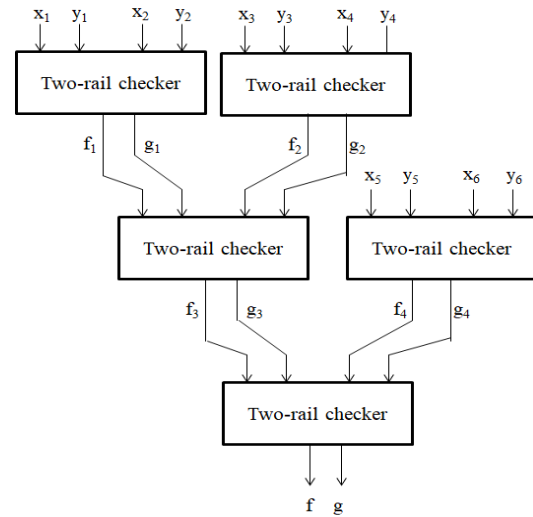 x₁ y₁ x₂ y₂ x₃ y₃ x₄ y₄
Two-rail checker Two-rail checker
f₁ g₁ f₂ g₂
x₅ y₅ x₆ y₆
Two-rail checker Two-rail checker
f₃ g₃ f₄ g₄
Two-rail checker
f g